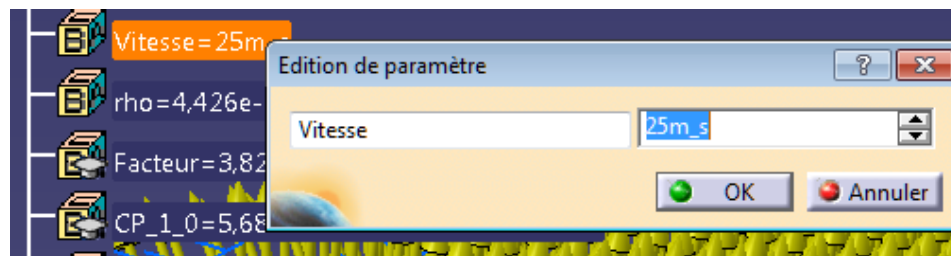 Vitesse=25m_s
Edition de paramètre
rho=4,426e-
Vitesse
25m_s
Facteur=3,82
OK
Annuler
CP_1_0=5,68